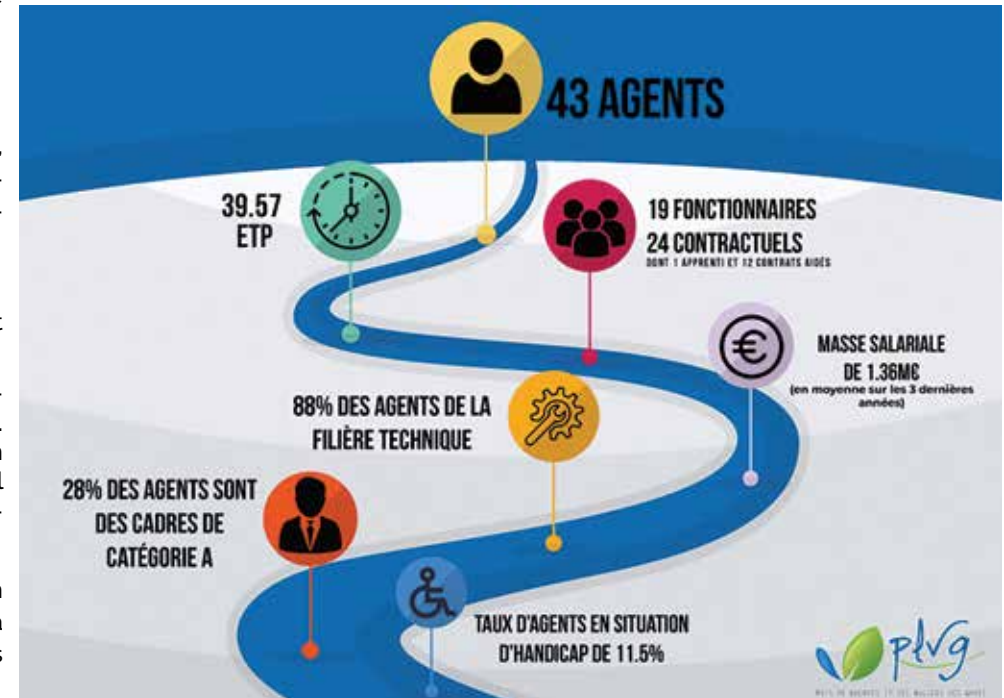 43 AGENTS
39.57
ETP
19 FONCTIONNAIRES
24 CONTRACTUELS
DONT 1 APPRENTI ET 12 CONTRATS AIDÉS
MASSE SALARIALE
DE 1.36M€
(en moyenne sur les 3 dernières
années)
88% DES AGENTS DE LA
FILIÈRE TECHNIQUE
28% DES AGENTS SONT
DES CADRES DE
CATÉGORIE A
TAUX D'AGENTS EN SITUATION
D'HANDICAP DE 11.5%
plvg